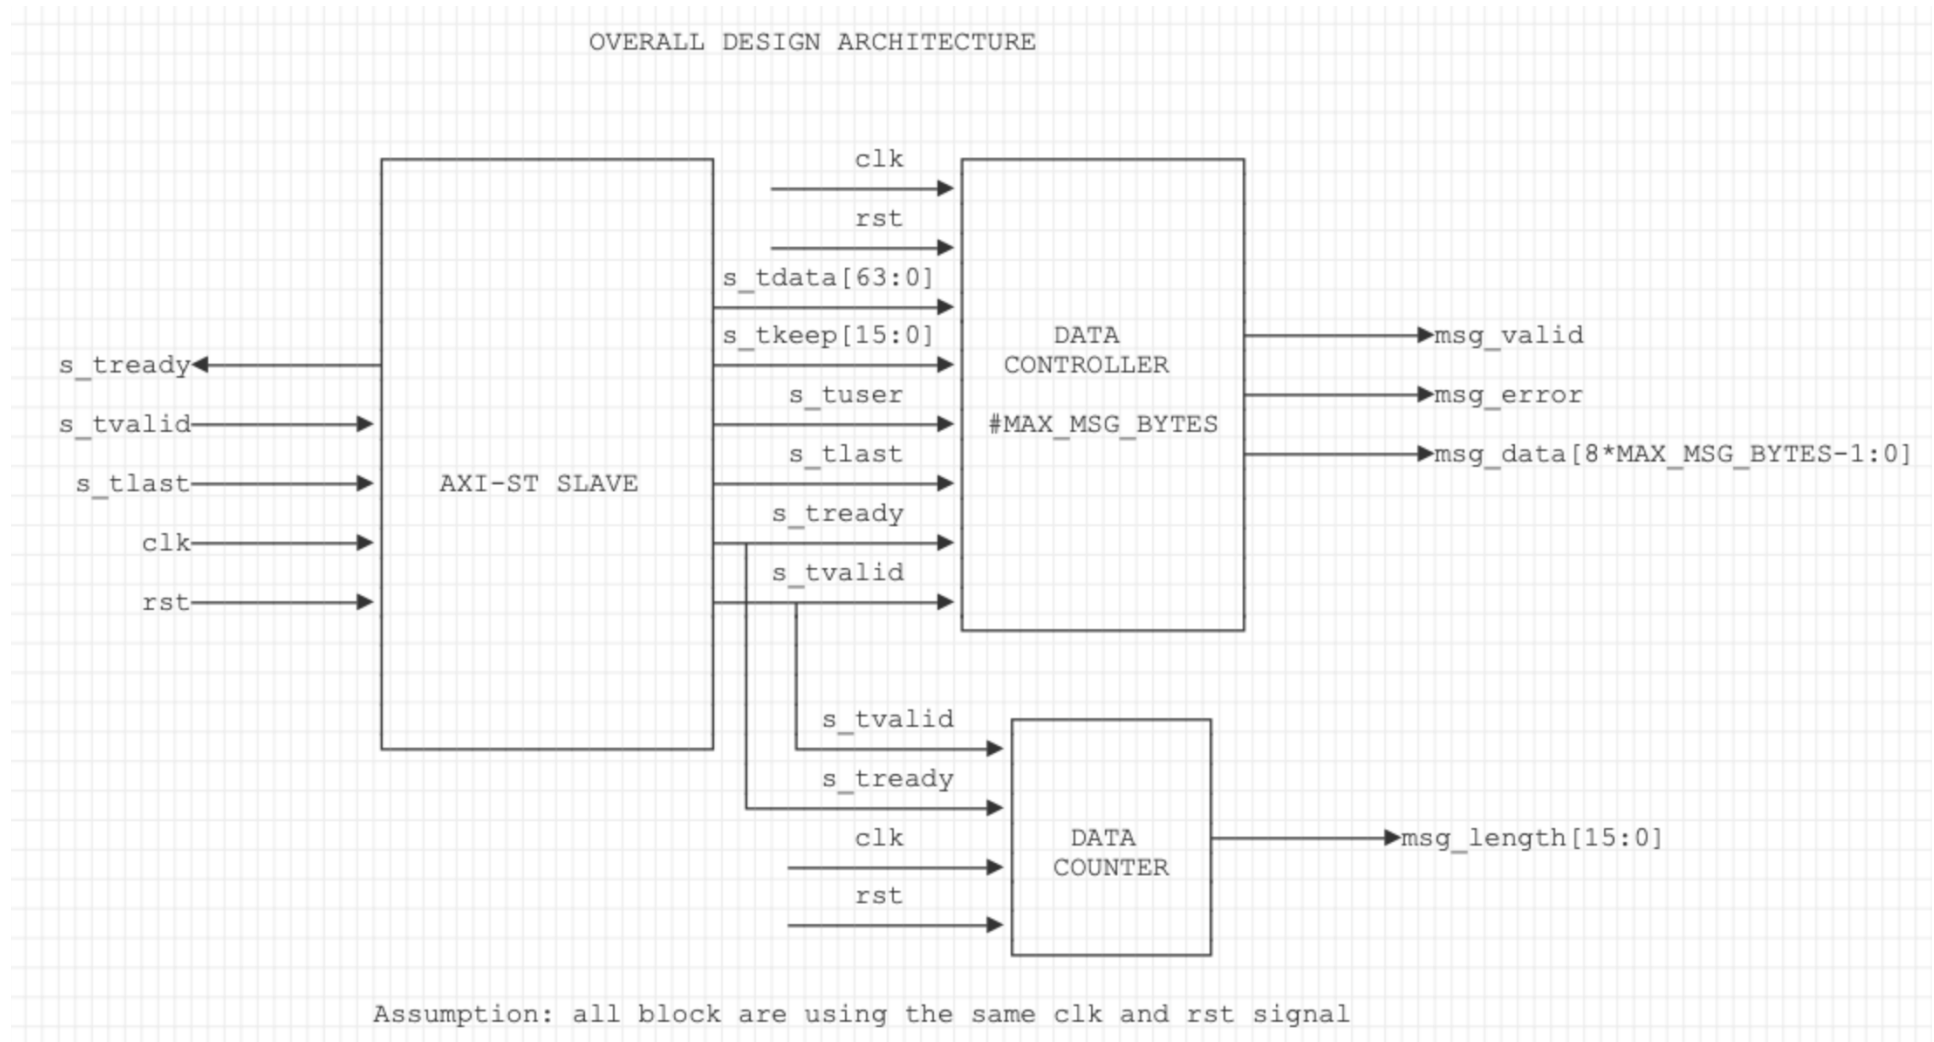 OVERALL DESIGN ARCHITECTURE
clk
rst
s_tdata[63:0]
s_tkeep[15:0]
s_tuser
s_tlast
s_tready
s_tvalid
s_tready
s_tvalid
s_tlast
clk
rst
AXI-ST SLAVE
DATA
CONTROLLER
#MAX_MSG_BYTES
msg_valid
msg_error
msg_data[8*MAX_MSG_BYTES-1:0]
s_tvalid
s_tready
clk
rst
DATA
COUNTER
msg_length[15:0]
Assumption: all block are using the same clk and rst signal